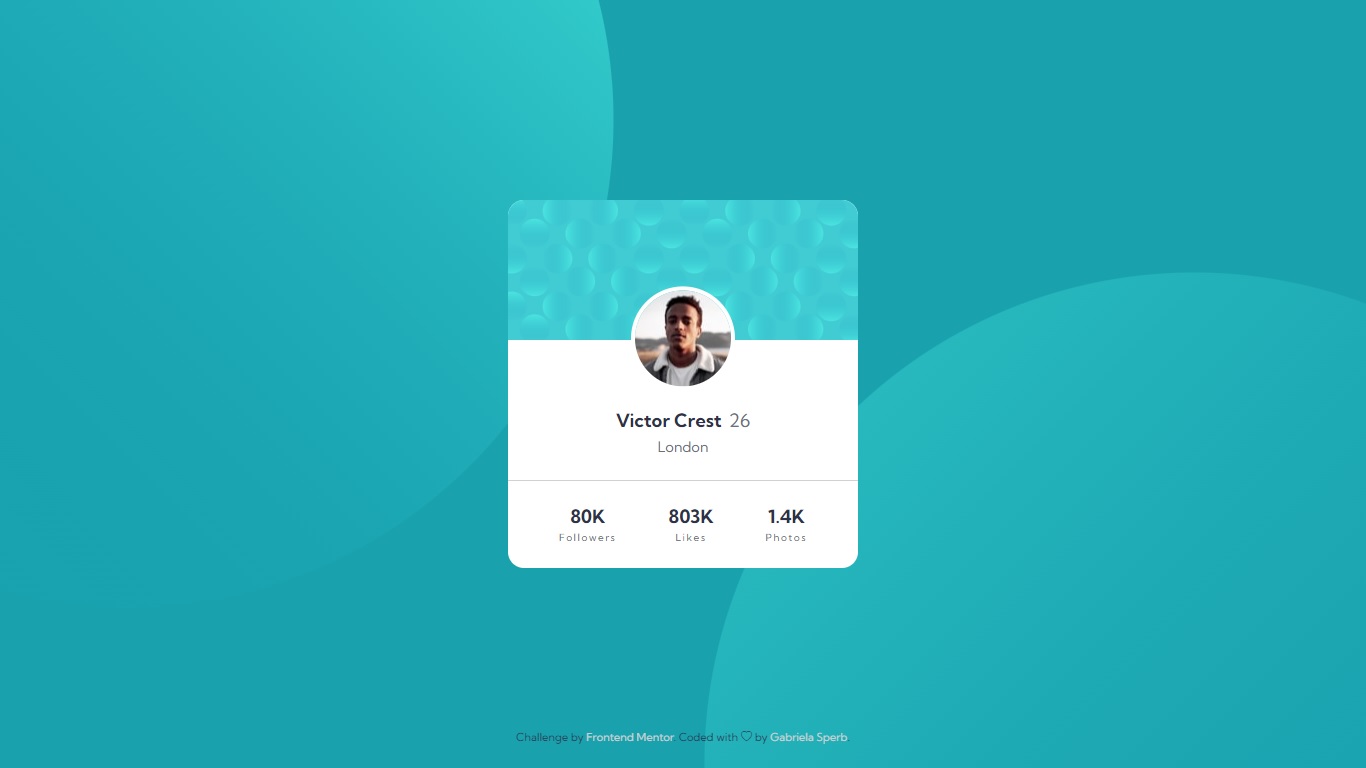 Victor Crest 26
London
80K 803K 1.4K
Followers Likes Photos
Challenge by Frontend Mentor. Coded with ♡ by Gabriela Sperb.